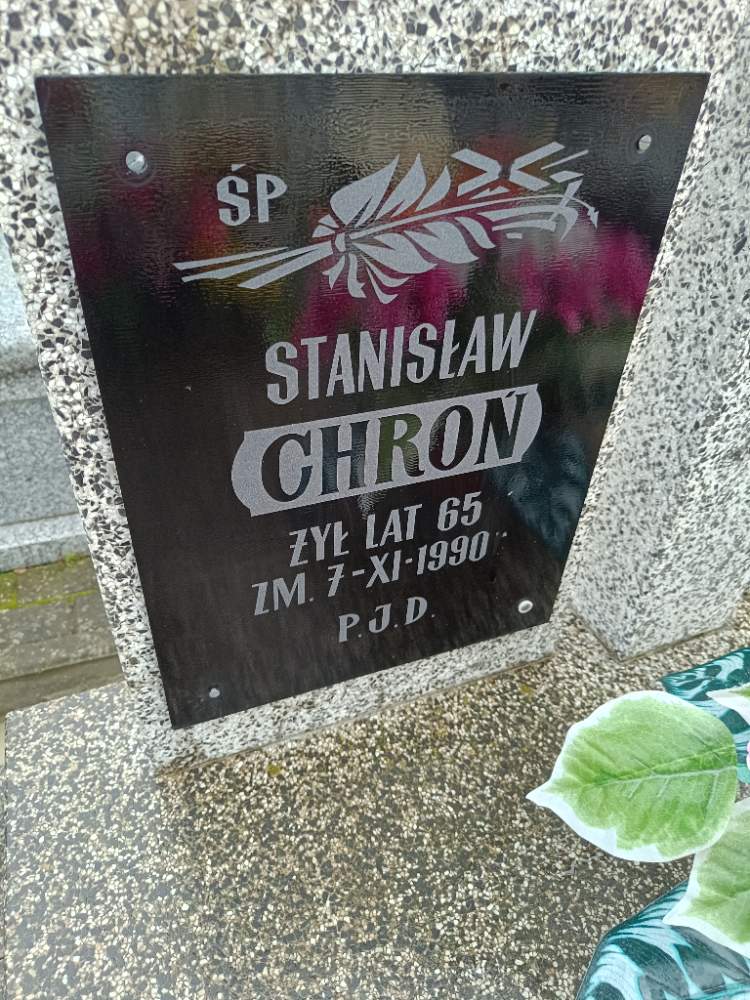 ŚP
STANISŁAW
CHROŃ
ŻYŁ LAT 65
ZM. 7-XI-1990 r.
P.J.D.